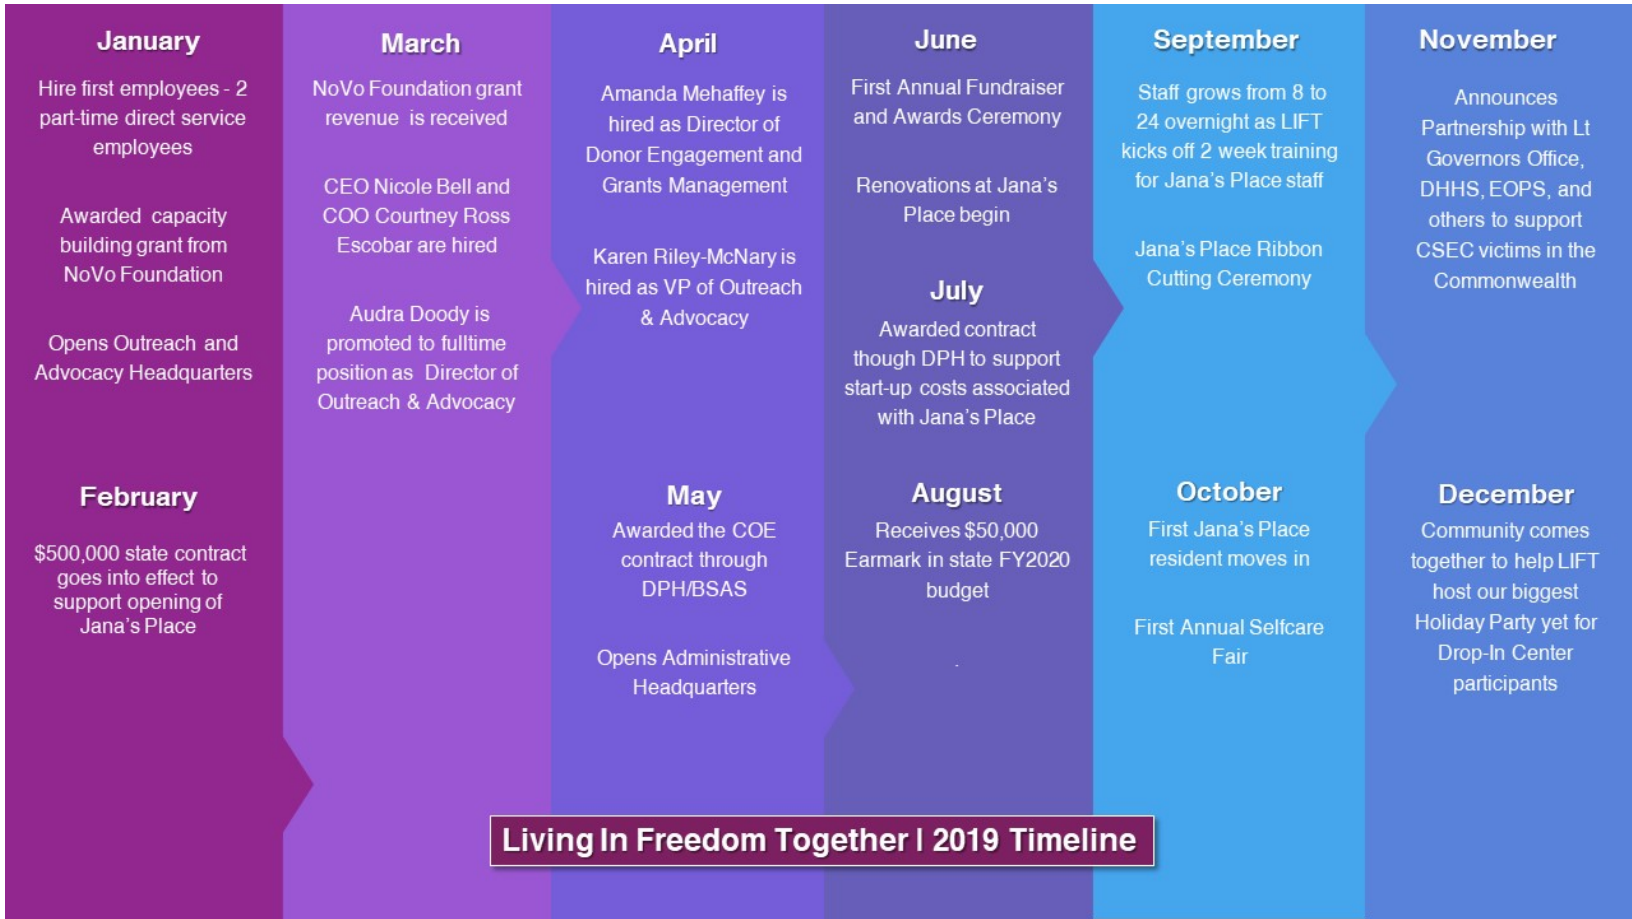 January
Hire first employees - 2
part-time direct service
employees
Awarded capacity
building grant from
NoVo Foundation
Opens Outreach and
Advocacy Headquarters
February
$500,000 state contract
goes into effect to
support opening of
Jana's Place
March
NoVo Foundation grant
revenue is received
CEO Nicole Bell and
COO Courtney Ross
Escobar are hired
Audra Doody is
promoted to fulltime
position as Director of
Outreach & Advocacy
April
Amanda Mehaffey is
hired as Director of
Donor Engagement and
Grants Management
Karen Riley-McNary is
hired as VP of Outreach
& Advocacy
May
Awarded the COE
contract through
DPH/BSAS
Opens Administrative
Headquarters
June
First Annual Fundraiser
and Awards Ceremony
Renovations at Jana's
Place begin
July
Awarded contract
though DPH to support
start-up costs associated
with Jana's Place
August
Receives $50,000
Earmark in state FY2020
budget
.
September
Staff grows from 8 to
24 overnight as LIFT
kicks off 2 week training
for Jana's Place staff
Jana's Place Ribbon
Cutting Ceremony
October
First Jana's Place
resident moves in
First Annual Selfcare
Fair
November
Announces
Partnership with Lt
Governors Office,
DHHS, EOPS, and
others to support
CSEC victims in the
Commonwealth
December
Community comes
together to help LIFT
host our biggest
Holiday Party yet for
Drop-In Center
participants
Living In Freedom Together | 2019 Timeline